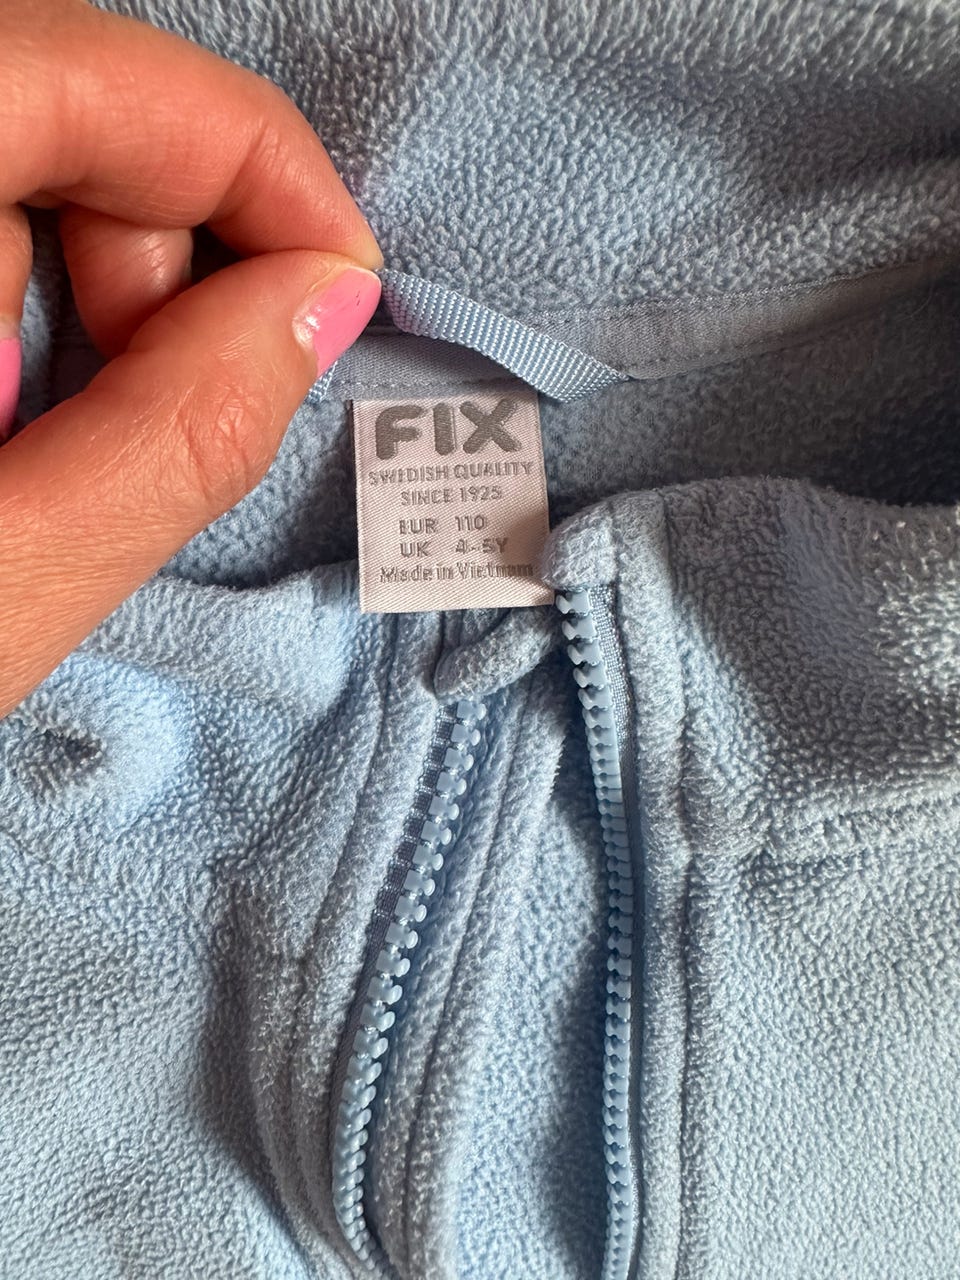 FIX
SWEDISH QUALITY
SINCE 1925
EUR 110
UK 4-5Y
Made in Vietnam